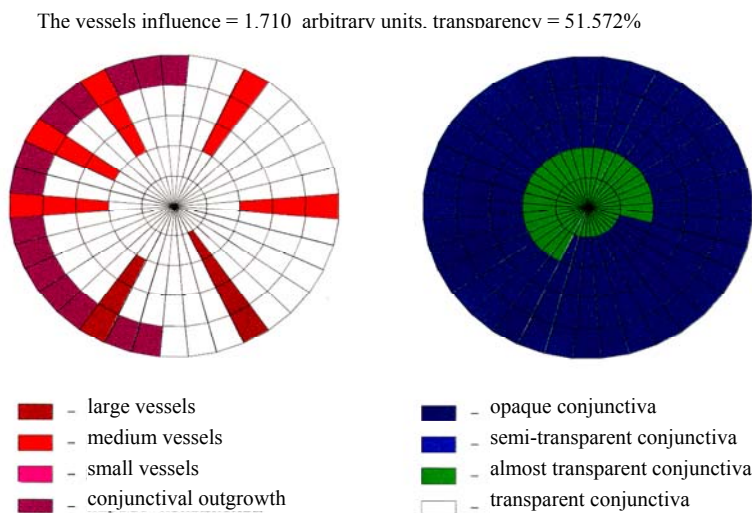 The vessels influence = 1.710 arbitrary units, transparency = 51.572%
– large vessels
– medium vessels
– small vessels
– conjunctival outgrowth
– opaque conjunctiva
– semi-transparent conjunctiva
– almost transparent conjunctiva
– transparent conjunctiva